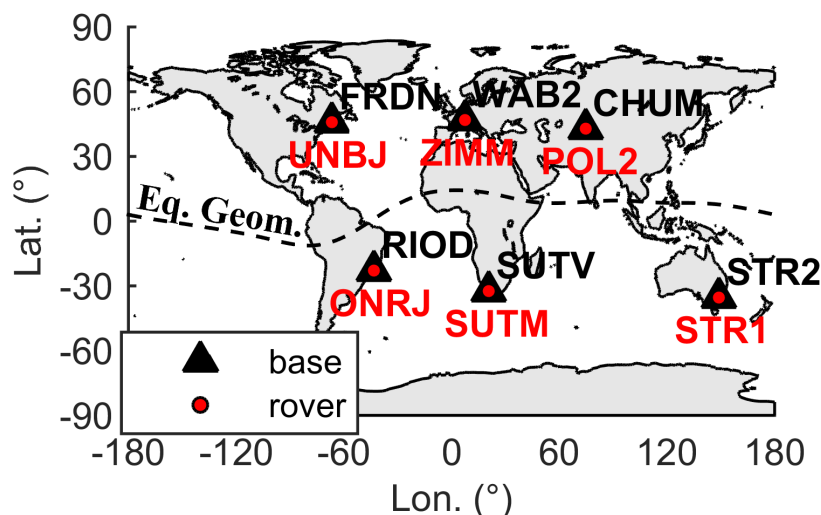 90
60
30
0
-30
-60
-90
Lat. (°)
FRDN
WAB2
CHUM
UNBJ
ZIMM
POL2
Eq. Geom.
RIOD
SUTV
STR2
ONRJ
SUTM
STR1
base
rover
-180 -120 -60 0 60 120 180
Lon. (°)